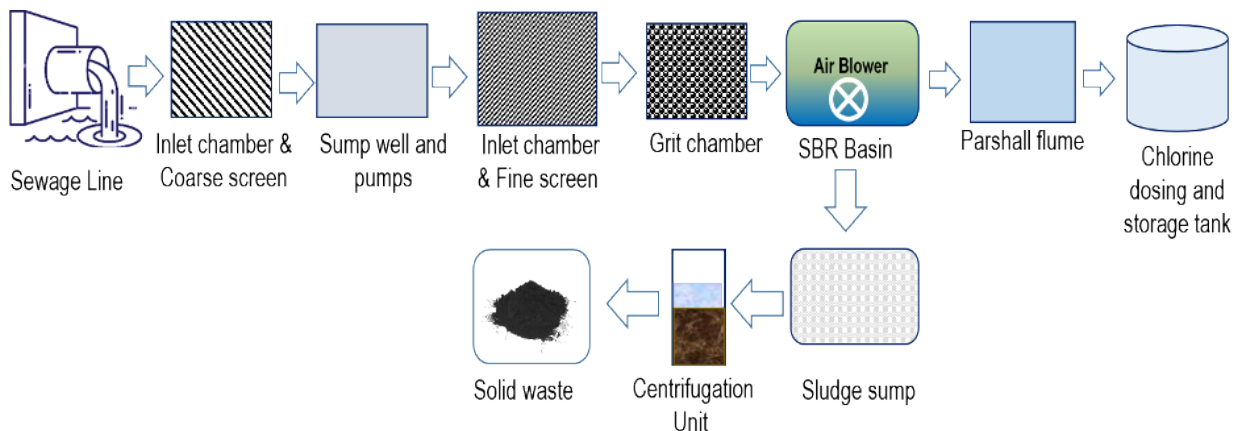 Sewage Line
Inlet chamber &
Coarse screen
Sump well and
pumps
Inlet chamber
& Fine screen
Grit chamber
Air Blower
SBR Basin
Parshall flume
Chlorine
dosing and
storage tank
Solid waste
Centrifugation
Unit
Sludge sump